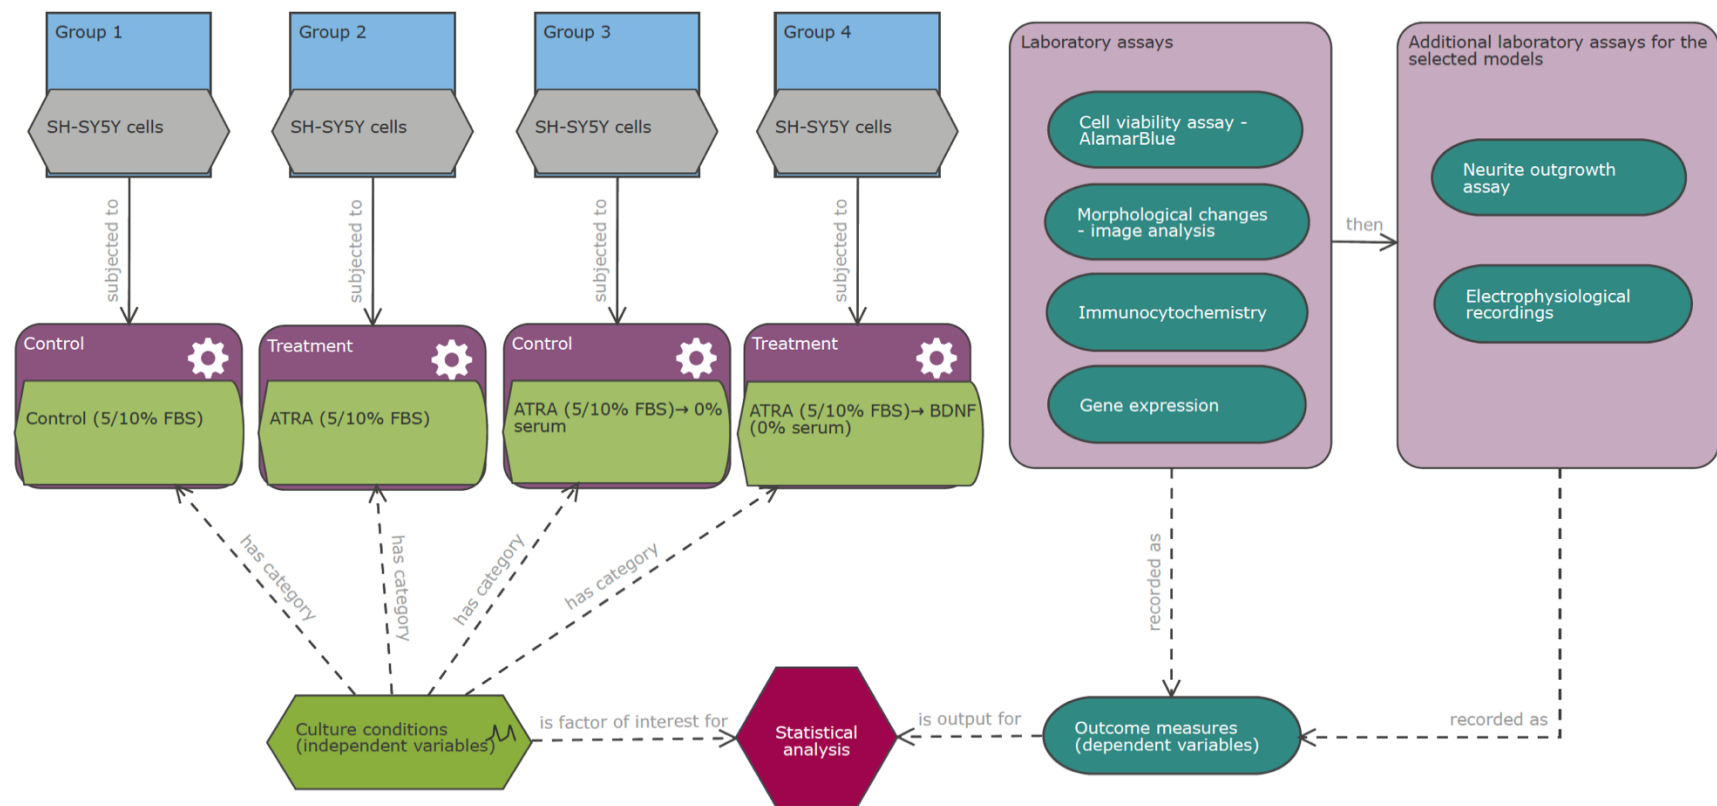 Group 1
Group 2
Group 3
Group 4
SH-SY5Y cells
SH-SY5Y cells
SH-SY5Y cells
SH-SY5Y cells
subjected to
subjected to
subjected to
subjected to
Control
Treatment
Control
Treatment
Control (5/10% FBS)
ATRA (5/10% FBS)
ATRA (5/10% FBS)→ 0%
serum
ATRA (5/10% FBS)→ BDNF
(0% serum)
has category
has category
has category
has category
Culture conditions
(independent variables)
is factor of interest for
Statistical
analysis
is output for
Outcome measures
(dependent variables)
Laboratory assays
Cell viability assay -
AlamarBlue
Morphological changes
- image analysis
Immunocytochemistry
Gene expression
then
Additional laboratory assays for the
selected models
Neurite outgrowth
assay
Electrophysiological
recordings
recorded as
recorded as